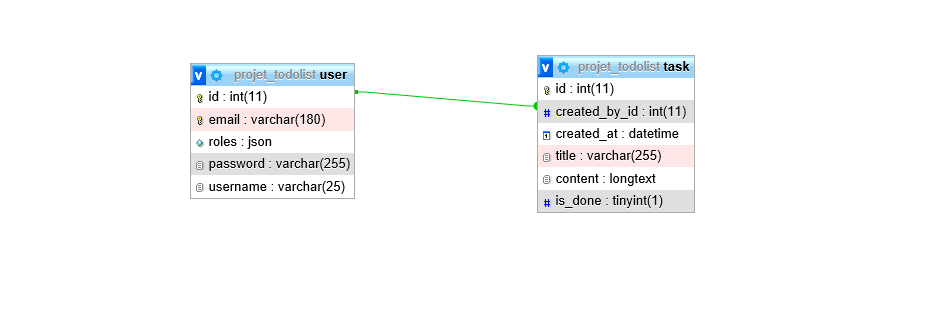 v projet_todolist user
id : int(11)
email : varchar(180)
roles : json
password : varchar(255)
username : varchar(25)
v projet_todolist task
id : int(11)
# created_by_id : int(11)
created_at : datetime
title : varchar(255)
content : longtext
# is_done : tinyint(1)